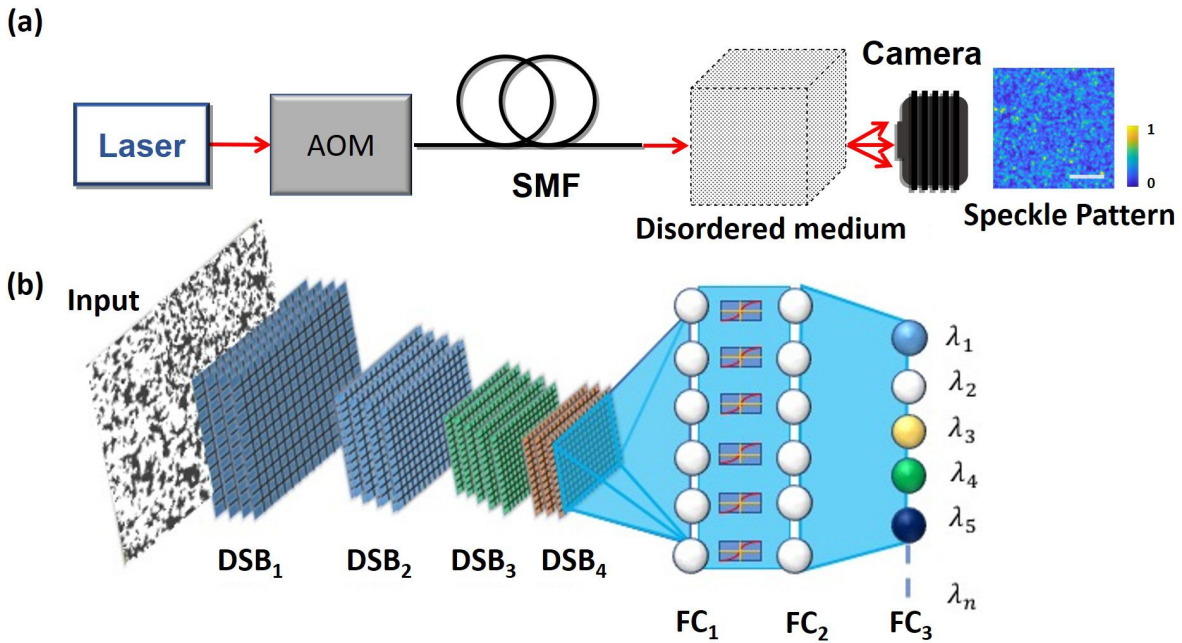 (a)
Laser
AOM
SMF
Disordered medium
Camera
1
0
Speckle Pattern
(b)
Input
DSB₁
DSB₂
DSB₃
DSB₄
FC₁
FC₂
FC₃
λ₁
λ₂
λ₃
λ₄
λ₅
λₙ